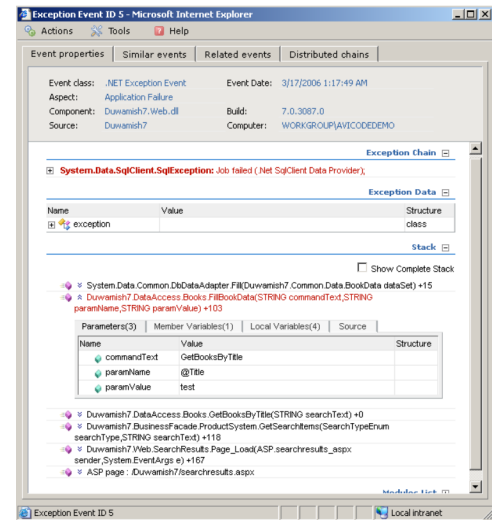 Exception Event ID 5 - Microsoft Internet Explorer
Actions Tools Help
Event properties Similar events Related events Distributed chains
Event class: .NET Exception Event Event Date: 3/17/2006 1:17:49 AM
Aspect: Application Failure
Component: Duwamish7.Web.dll Build: 7.0.3087.0
Source: Duwamish7 Computer: WORKGROUP\AVICODEDEMO
Exception Chain
System.Data.SqlClient.SqlException: Job failed (.Net SqlClient Data Provider);
Exception Data
Name Value Structure
exception class
Stack
Show Complete Stack
System.Data.Common.DbDataAdapter.Fill(Duwamish7.Common.Data.BookData dataSet) +15
Duwamish7.DataAccess.Books.FillBookData(STRING commandText,STRING
paramName,STRING paramValue) +103
Parameters(3) Member Variables(1) Local Variables(4) Source
Name Value Structure
commandText GetBooksByTitle
paramName @Title
paramValue test
Duwamish7.DataAccess.Books.GetBooksByTitle(STRING searchText) +0
Duwamish7.BusinessFacade.ProductSystem.GetSearchItems(SearchTypeEnum
searchType,STRING searchText) +118
Duwamish7.Web.SearchResults.Page_Load(ASP.searchresults_aspx
sender,System.EventArgs e) +167
ASP page : /Duwamish7/searchresults.aspx
Modules List
Exception Event ID 5 Local intranet